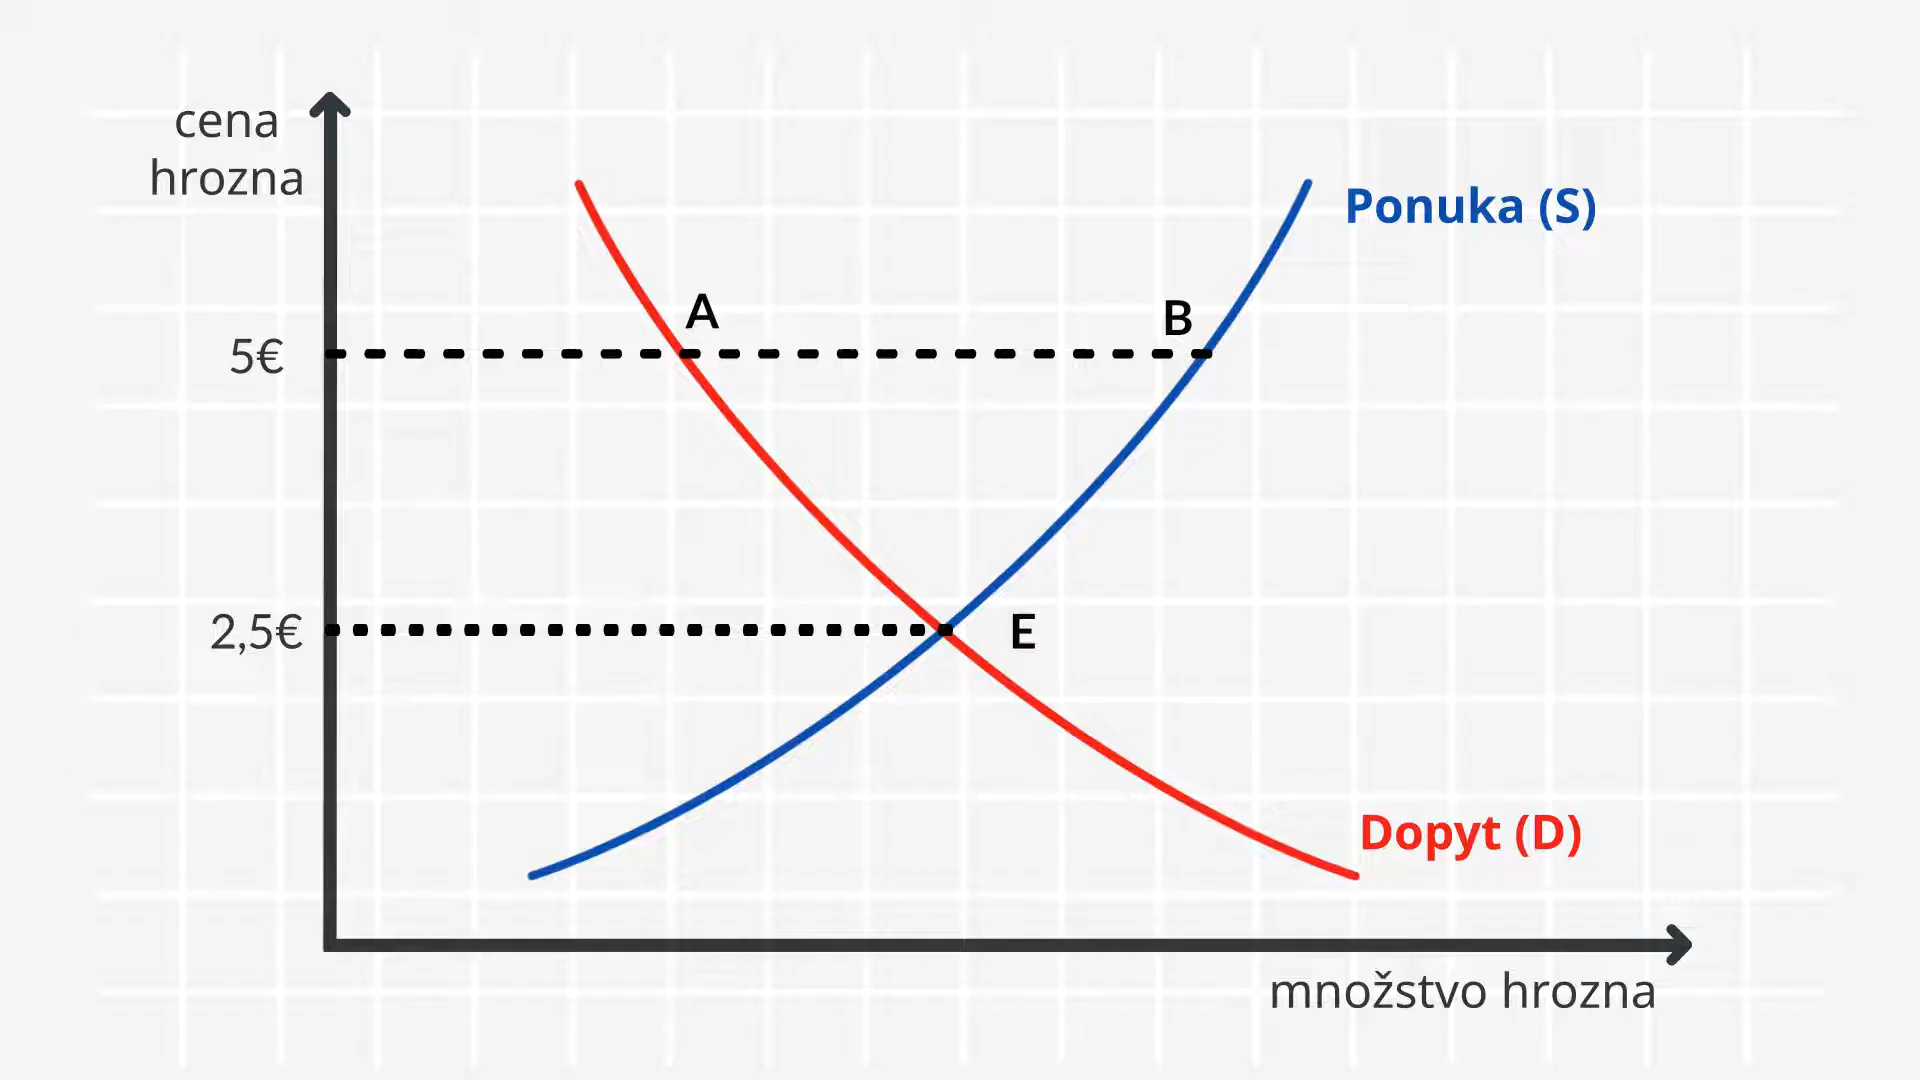 cena
hrozna
Ponuka (S)
A
B
5€
2,5€
E
Dopyt (D)
množstvo hrozna